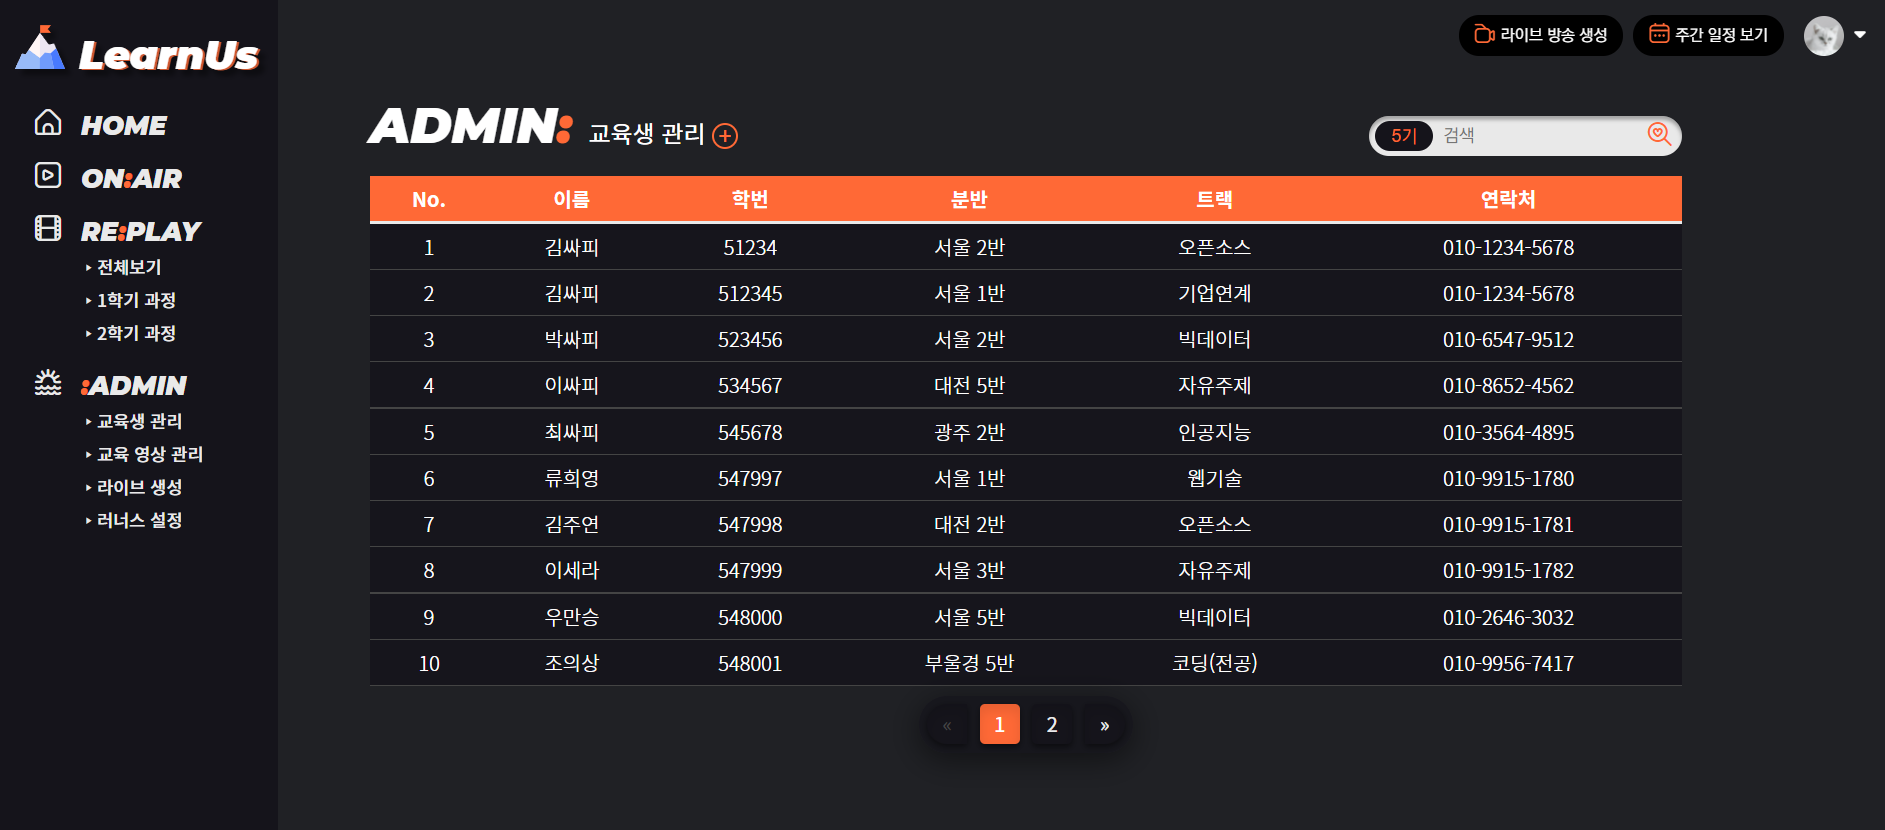 LearnUs
라이브 방송 생성 주간 일정 보기
HOME
ON:AIR
RE:PLAY
‣ 전체보기
‣ 1학기 과정
‣ 2학기 과정
:ADMIN
‣ 교육생 관리
‣ 교육 영상 관리
‣ 라이브 생성
‣ 러너스 설정
ADMIN: 교육생 관리
5기 검색
No. 이름 학번 분반 트랙 연락처
1 김싸피 51234 서울 2반 오픈소스 010-1234-5678
2 김싸피 512345 서울 1반 기업연계 010-1234-5678
3 박싸피 523456 서울 2반 빅데이터 010-6547-9512
4 이싸피 534567 대전 5반 자유주제 010-8652-4562
5 최싸피 545678 광주 2반 인공지능 010-3564-4895
6 류희영 547997 서울 1반 웹기술 010-9915-1780
7 김주연 547998 대전 2반 오픈소스 010-9915-1781
8 이세라 547999 서울 3반 자유주제 010-9915-1782
9 우만승 548000 서울 5반 빅데이터 010-2646-3032
10 조의상 548001 부울경 5반 코딩(전공) 010-9956-7417
« 1 2 »